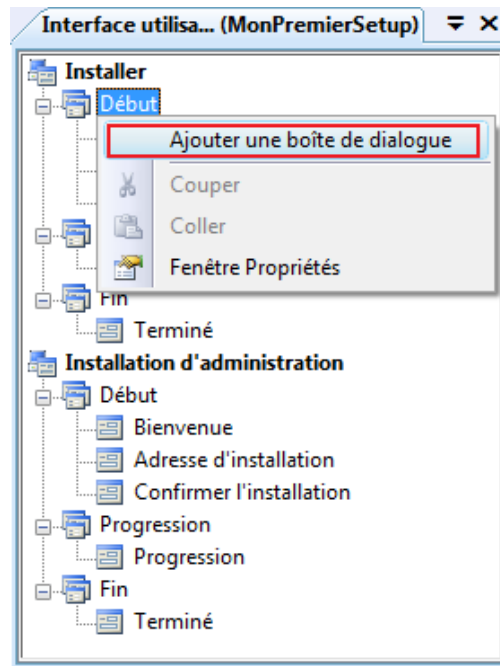 Interface utilisa... (MonPremierSetup)
Installer
Début
Ajouter une boîte de dialogue
Couper
Coller
Fenêtre Propriétés
Fin
Terminé
Installation d'administration
Début
Bienvenue
Adresse d'installation
Confirmer l'installation
Progression
Progression
Fin
Terminé